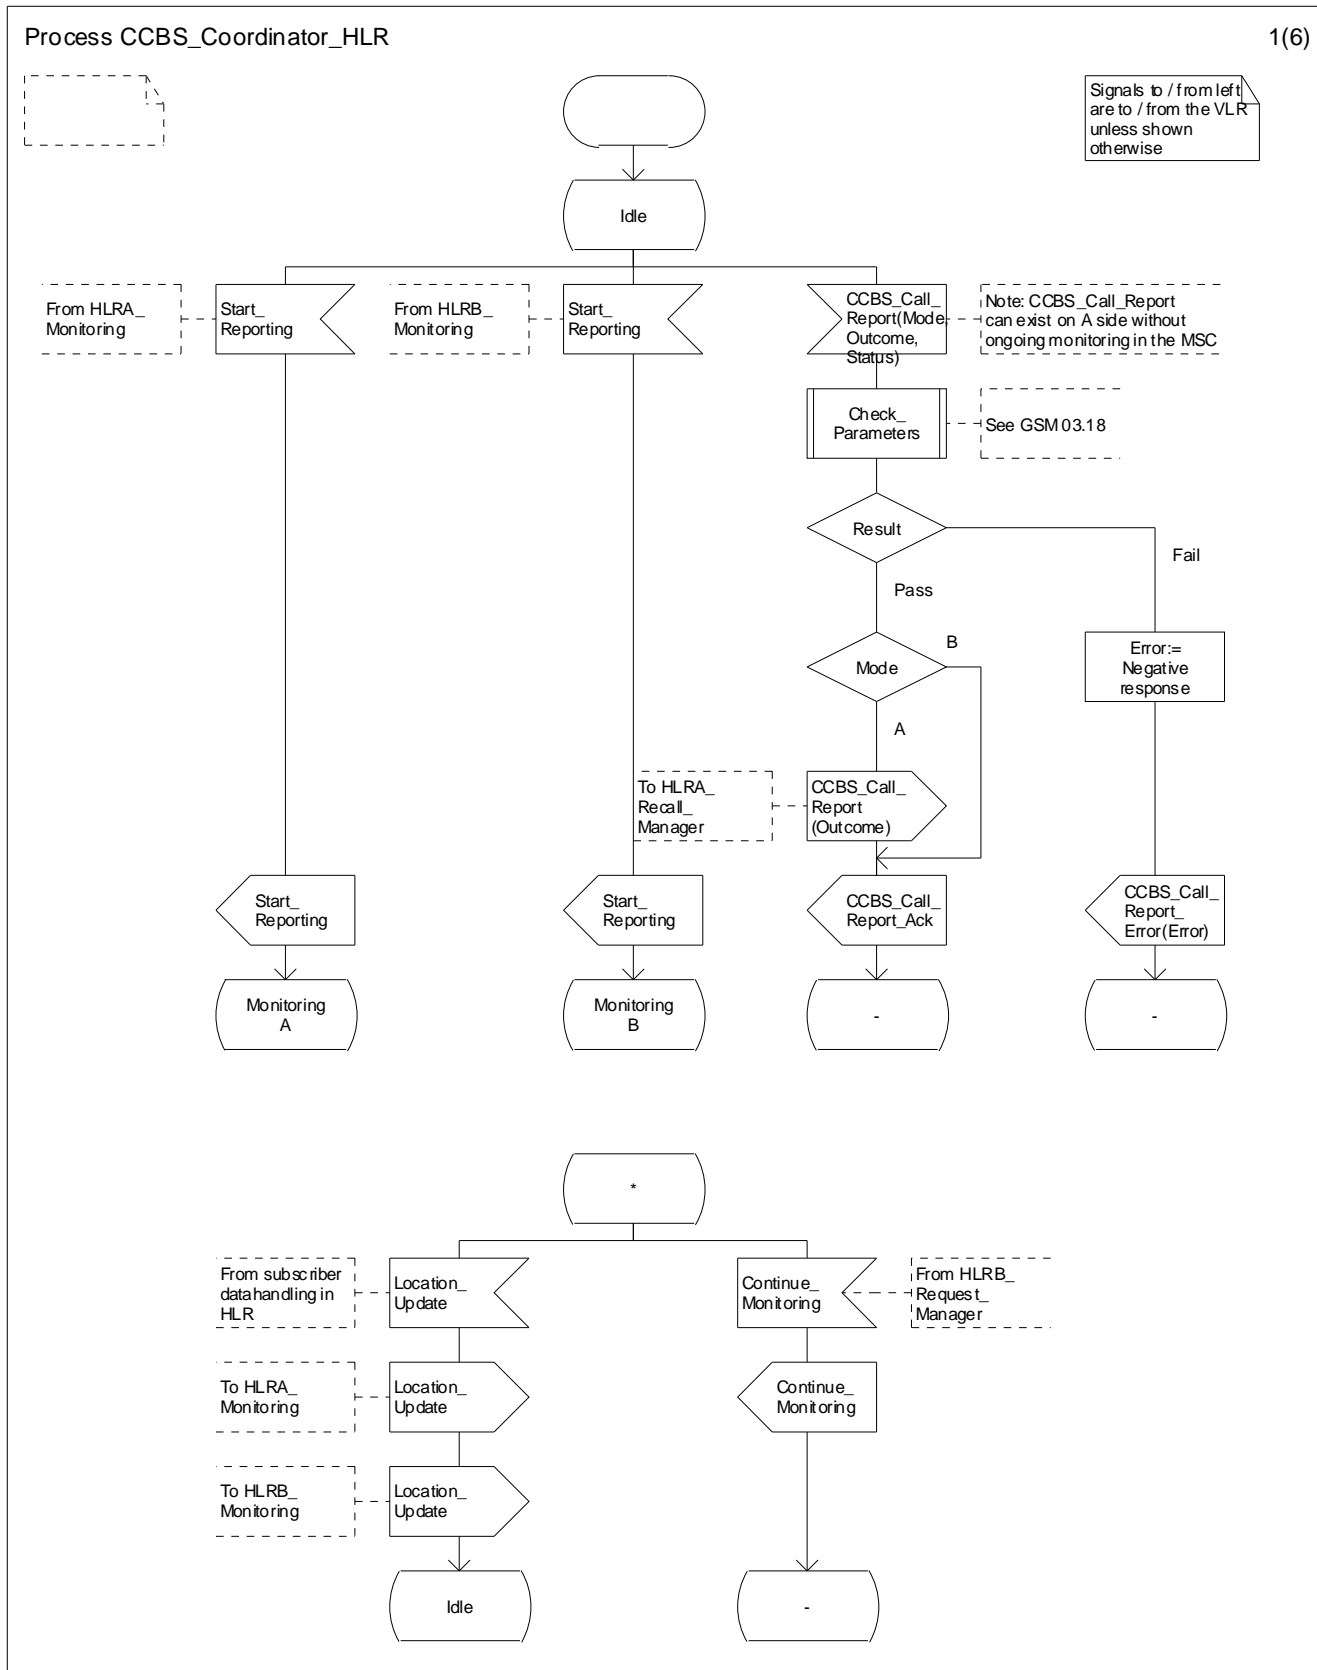 Process CCBS_Coordinator_HLR
1(6)
Signals to / from left
are to / from the VLR
unless shown
otherwise
Idle
From HLRA_
Monitoring
Start_
Reporting
From HLRB_
Monitoring
Start_
Reporting
CCBS_Call_
Report(Mode,
Outcome,
Status)
Note: CCBS_Call_Report
can exist on A side without
ongoing monitoring in the MSC
Check_
Parameters
See GSM 03.18
Result
Fail
Pass
Mode
B
A
Error:=
Negative
response
To HLRA_
Recall_
Manager
CCBS_Call_
Report
(Outcome)
Start_
Reporting
Start_
Reporting
CCBS_Call_
Report_Ack
CCBS_Call_
Report_
Error(Error)
Monitoring
A
Monitoring
B
-
-
*
From subscriber
data handling in
HLR
Location_
Update
Continue_
Monitoring
From HLRB_
Request_
Manager
To HLRA_
Monitoring
Location_
Update
Continue_
Monitoring
To HLRB_
Monitoring
Location_
Update
Idle
-